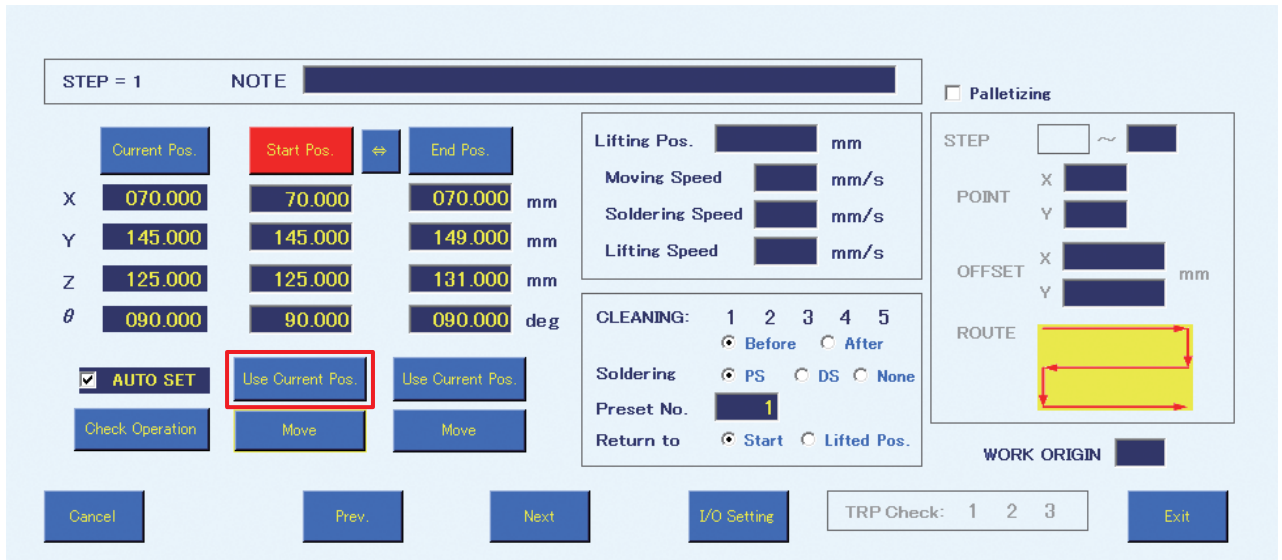 STEP = 1 NOTE
Palletizing
Current Pos. Start Pos. ⇔ End Pos.
X 070.000 70.000 070.000 mm
Y 145.000 145.000 149.000 mm
Z 125.000 125.000 131.000 mm
θ 090.000 90.000 090.000 deg
AUTO SET Use Current Pos. Use Current Pos.
Check Operation Move Move
Lifting Pos. mm
Moving Speed mm/s
Soldering Speed mm/s
Lifting Speed mm/s
CLEANING: 1 2 3 4 5
Before After
Soldering PS DS None
Preset No. 1
Return to Start Lifted Pos.
STEP ~
POINT X
Y
OFFSET X
Y mm
ROUTE
WORK ORIGIN
Cancel Prev. Next I/O Setting TRP Check: 1 2 3 Exit